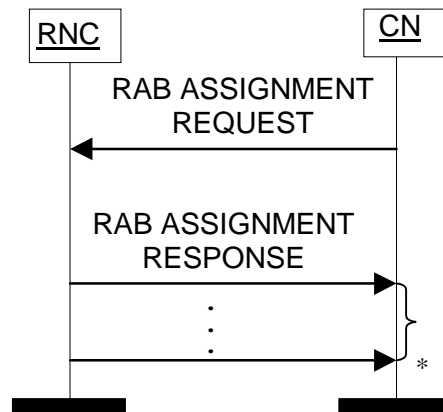 RNC
CN
RAB ASSIGNMENT
REQUEST
RAB ASSIGNMENT
RESPONSE
*